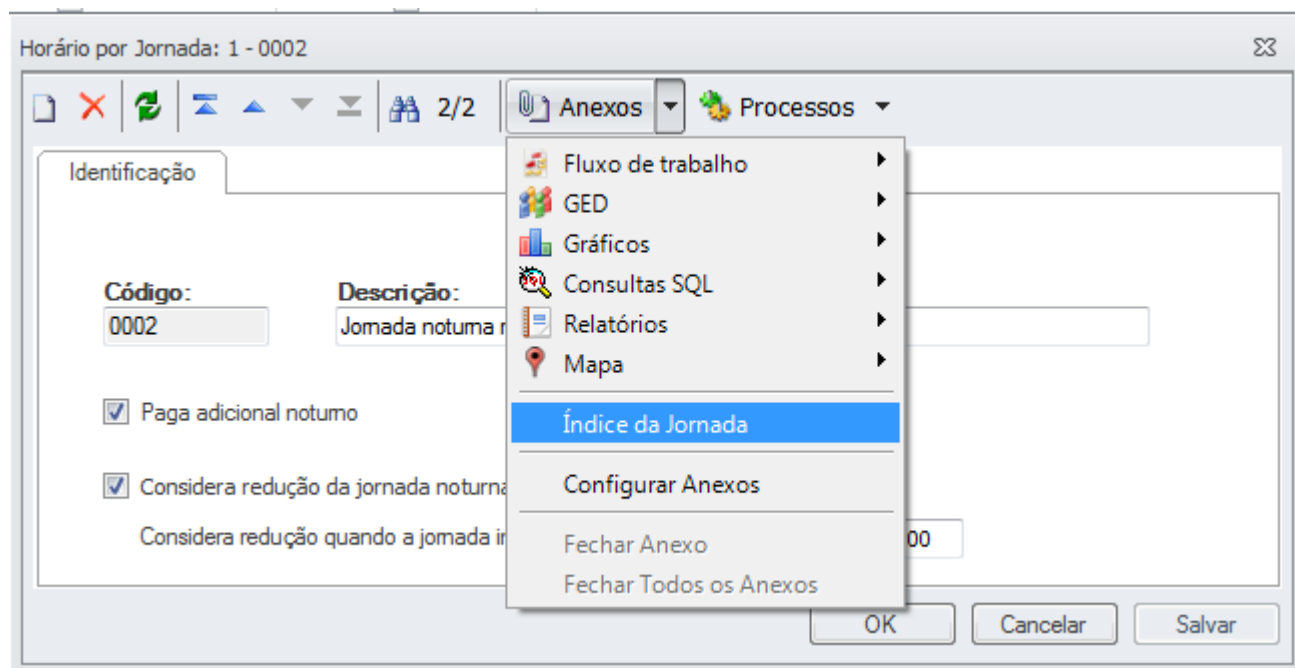 Horário por Jornada: 1 - 0002
2/2 Anexos Processos
Identificação
Fluxo de trabalho
GED
Gráficos
Consultas SQL
Relatórios
Mapa
Índice da Jornada
Configurar Anexos
Fechar Anexo
Fechar Todos os Anexos
Código: Descrição:
0002 Jornada noturna
Paga adicional noturno
Considera redução da jornada noturna
Considera redução quando a jornada 00
OK Cancelar Salvar